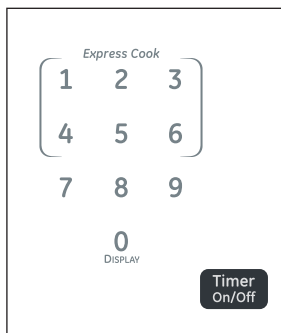 Express Cook
1 2 3
4 5 6
7 8 9
0
DISPLAY
Timer
On/Off